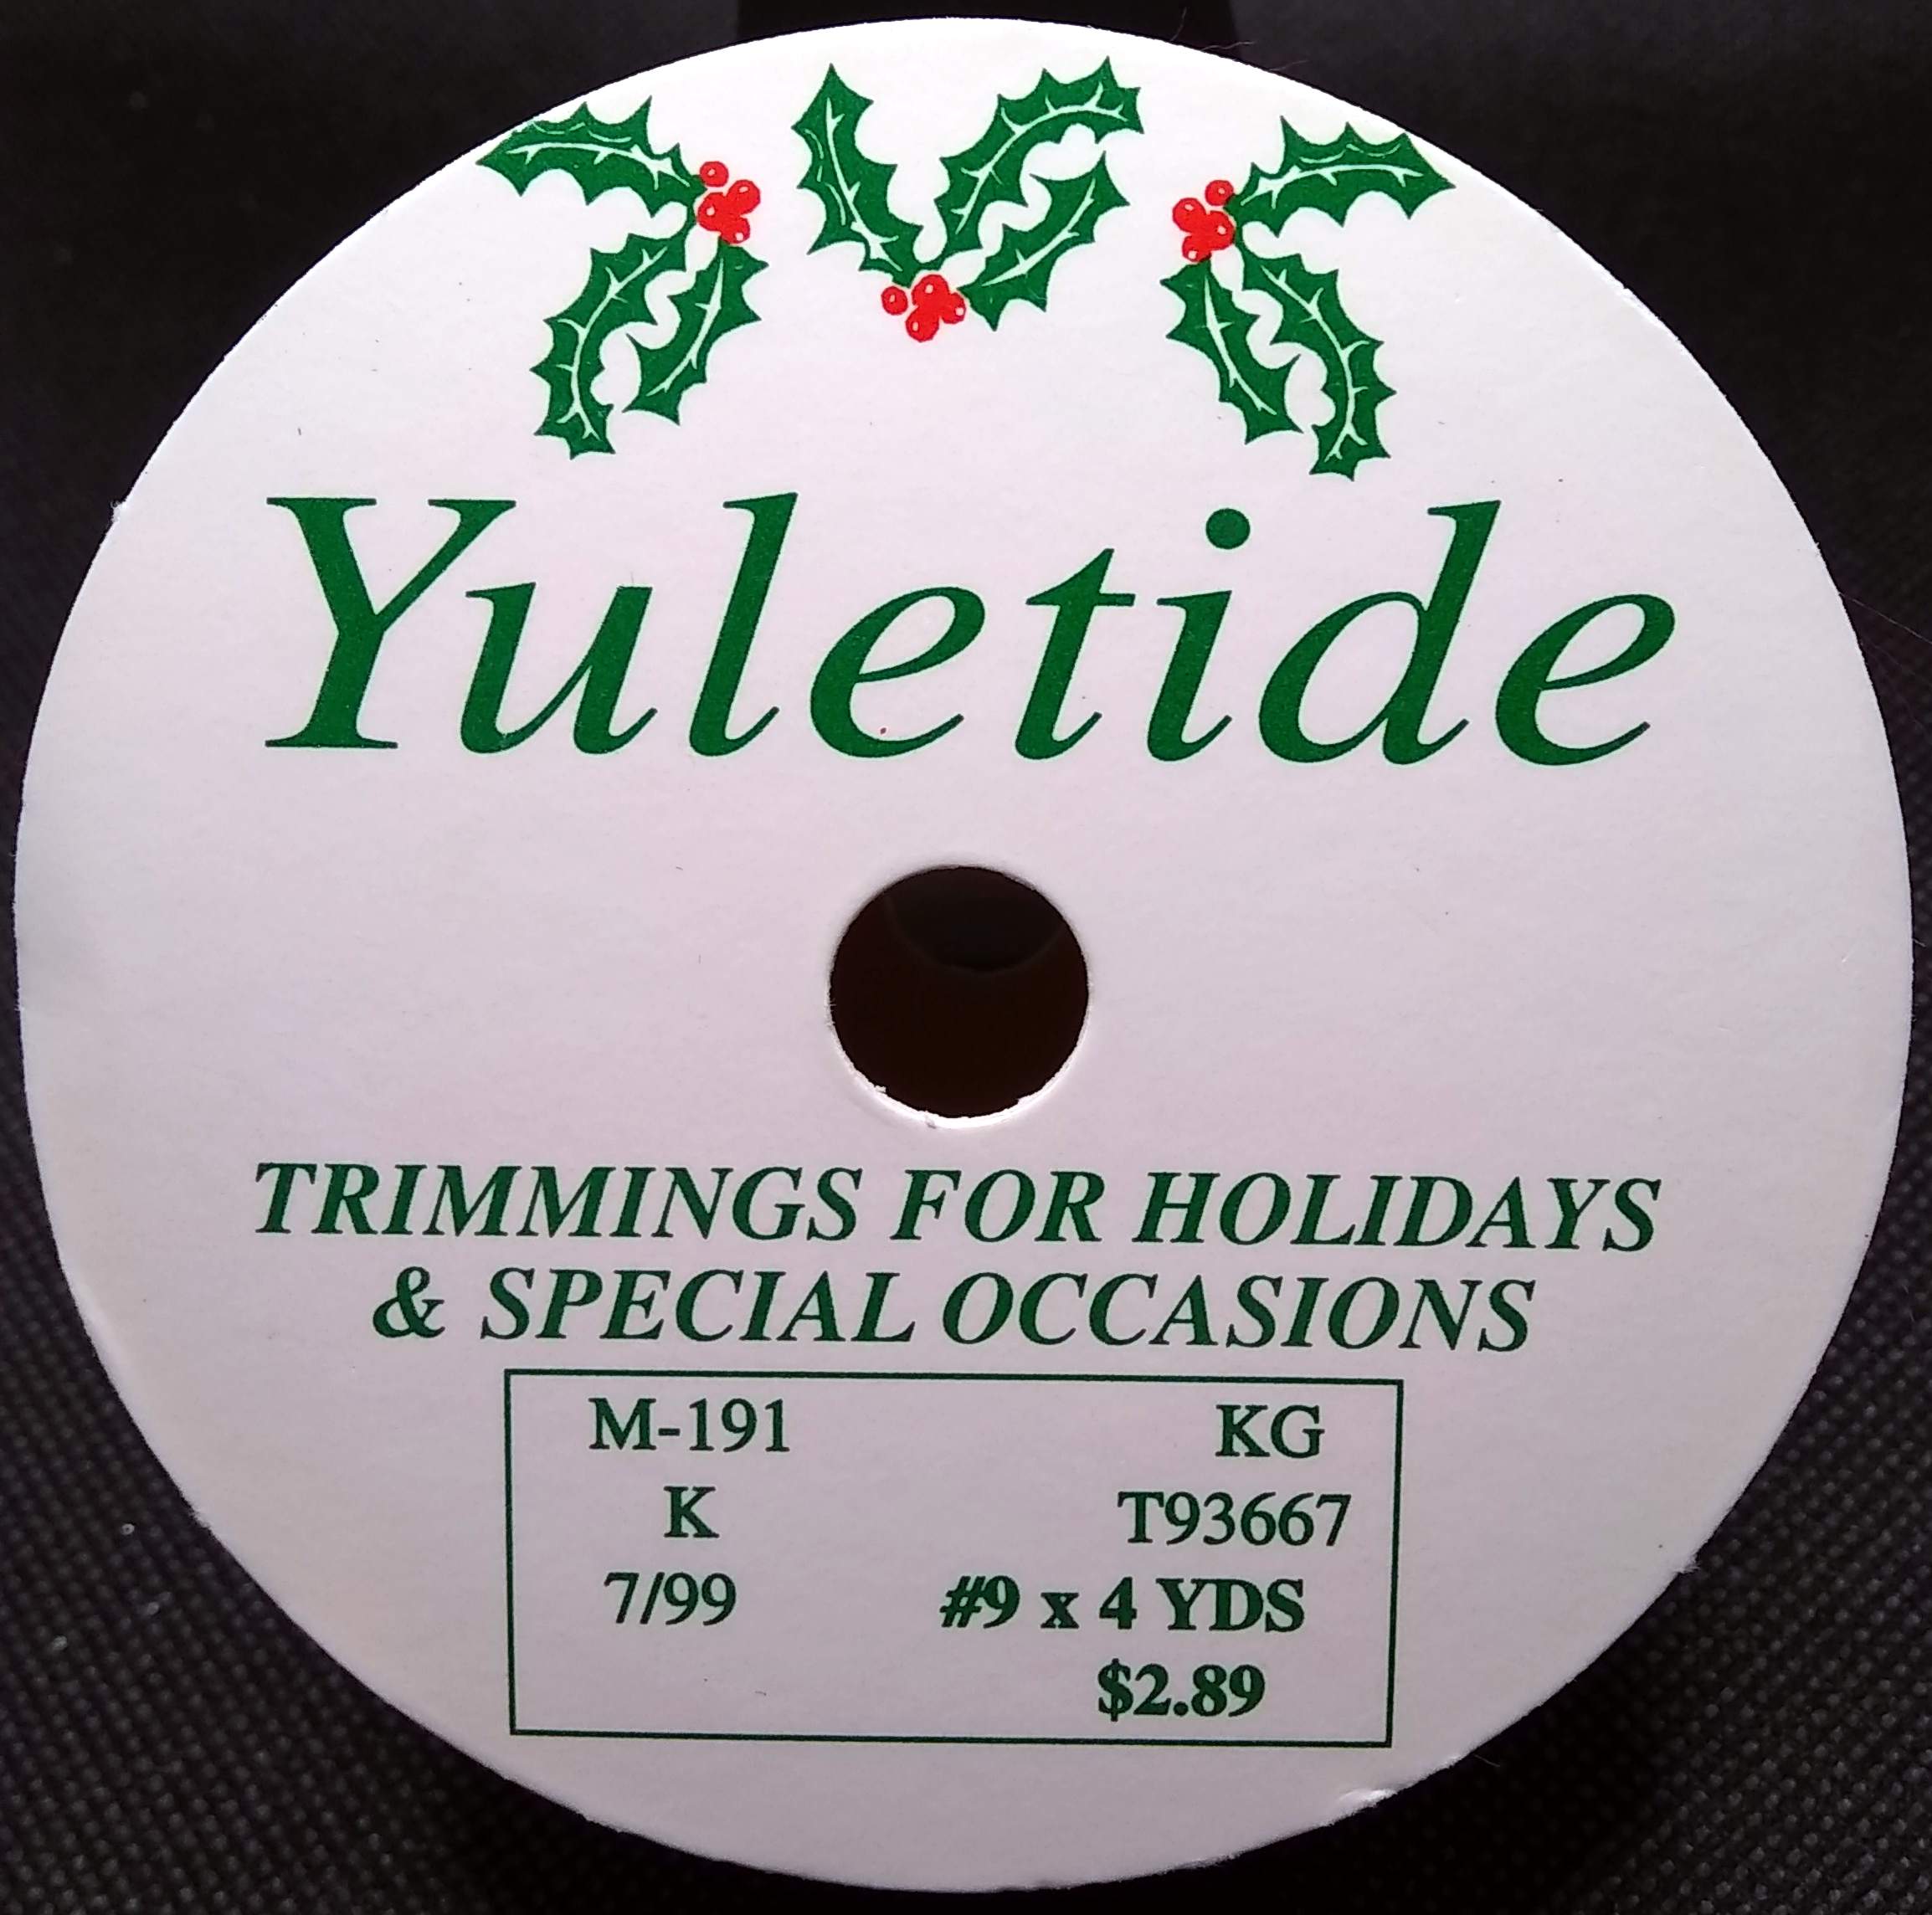 Yuletide
TRIMMINGS FOR HOLIDAYS
& SPECIAL OCCASIONS
M-191 KG
K T93667
7/99 #9 x 4 YDS
$2.89